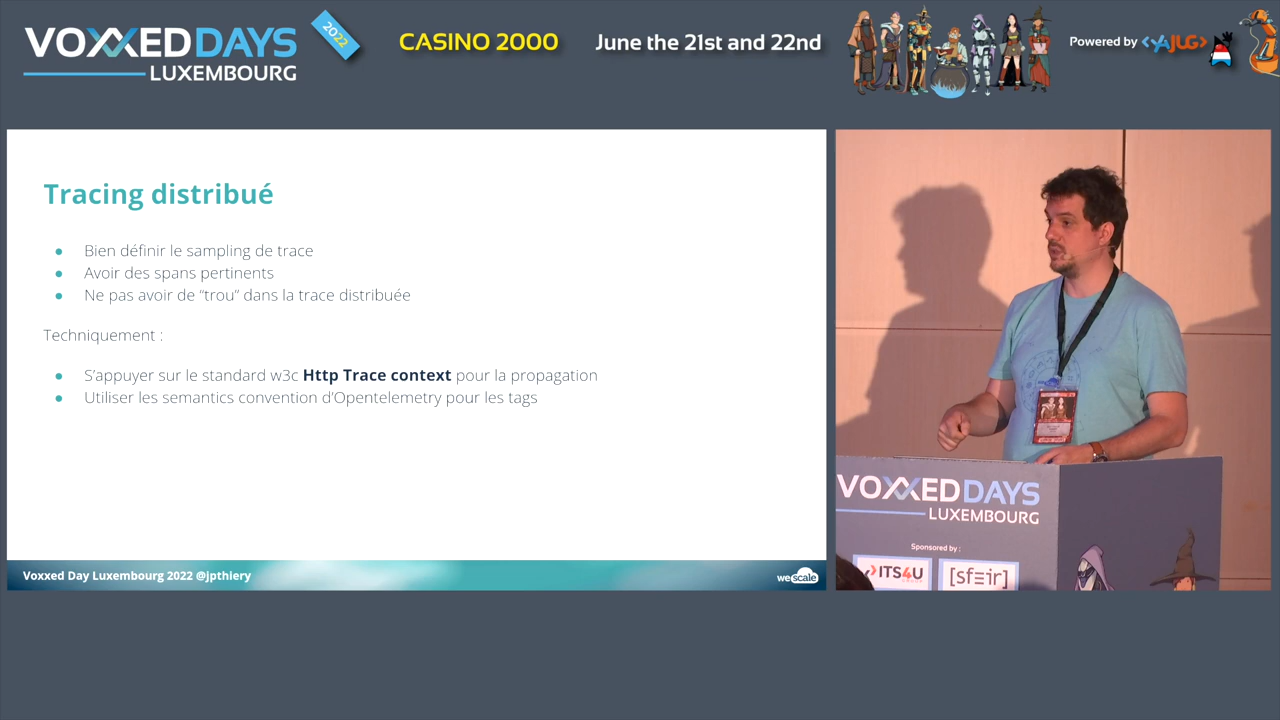 VOXXED DAYS
LUXEMBOURG
2022
CASINO 2000
June the 21st and 22nd
Powered by <YAJUG>
Tracing distribué
● Bien définir le sampling de trace
● Avoir des spans pertinents
● Ne pas avoir de “trou” dans la trace distribuée
Techniquement :
● S’appuyer sur le standard w3c Http Trace context pour la propagation
● Utiliser les semantics convention d’Opentelemetry pour les tags
Voxxed Day Luxembourg 2022 @jpthiery
wescale
VOXXED DAYS
LUXEMBOURG
Sponsored by :
ITS4U
[sfeir]